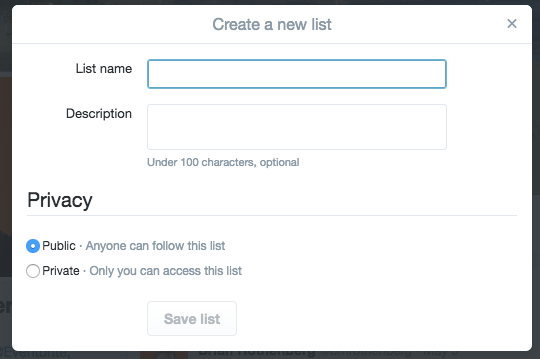 Create a new list
×
List name
Description
Under 100 characters, optional
Privacy
Public · Anyone can follow this list
Private · Only you can access this list
Save list